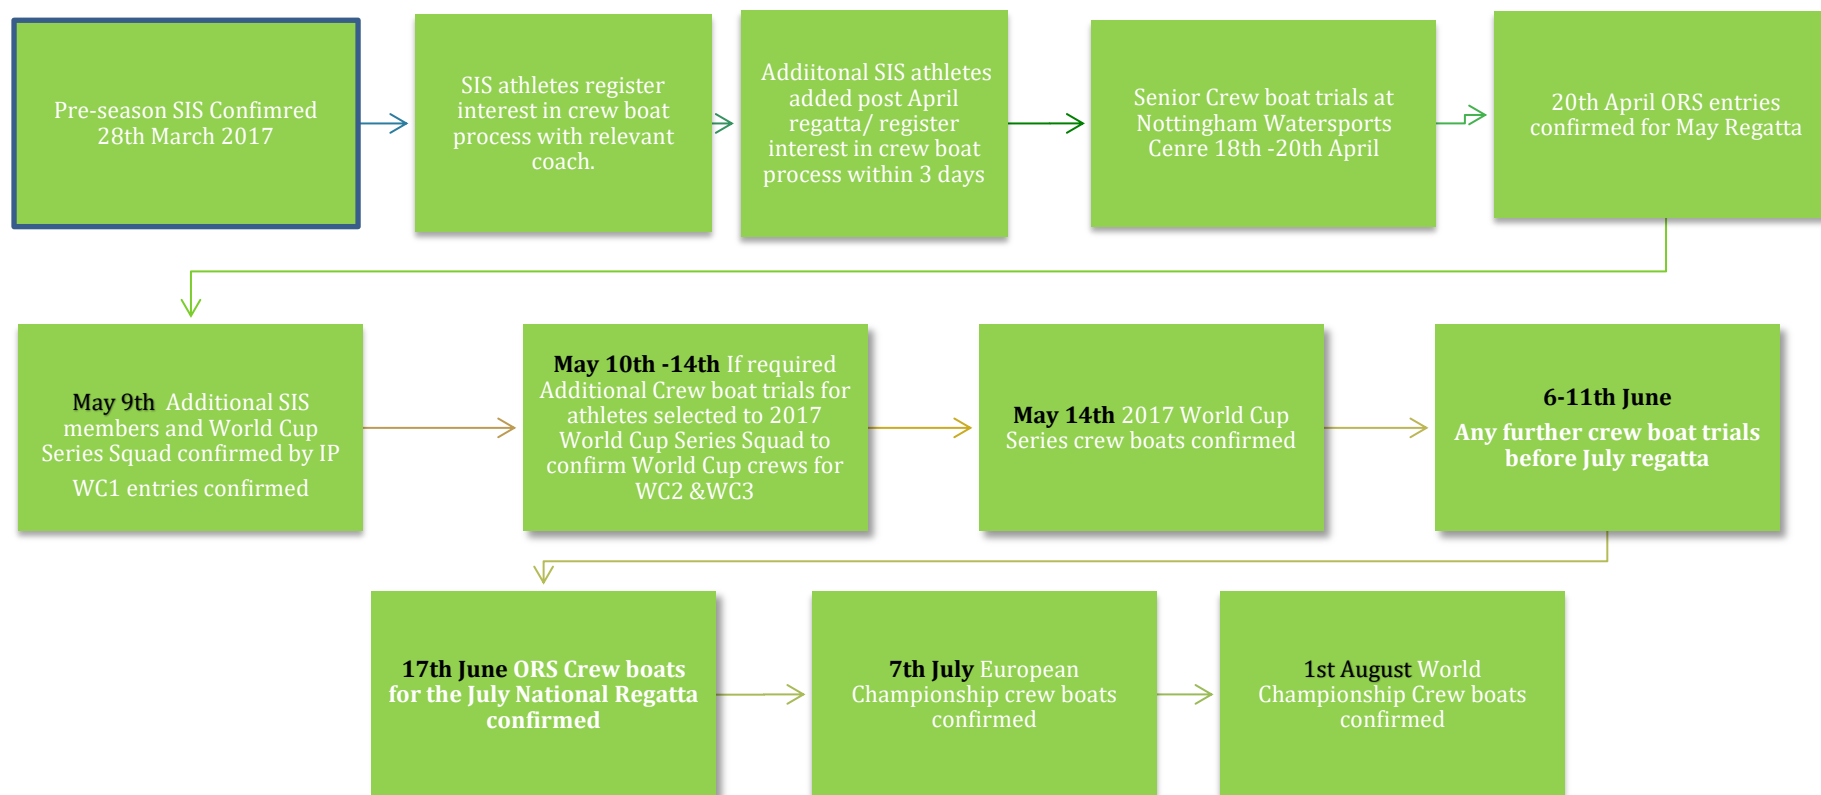 Pre-season SIS Confimred
28th March 2017
SIS athletes register
interest in crew boat
process with relevant
coach.
Addiitonal SIS athletes
added post April
regatta/ register
interest in crew boat
process within 3 days
Senior Crew boat trials at
Nottingham Watersports
Cenre 18th -20th April
20th April ORS entries
confirmed for May Regatta
May 9th Additional SIS
members and World Cup
Series Squad confirmed by IP
WC1 entries confirmed
May 10th -14th If required
Additional Crew boat trials for
athletes selected to 2017
World Cup Series Squad to
confirm World Cup crews for
WC2 &WC3
May 14th 2017 World Cup
Series crew boats confirmed
6-11th June
Any further crew boat trials
before July regatta
17th June ORS Crew boats
for the July National Regatta
confirmed
7th July European
Championship crew boats
confirmed
1st August World
Championship Crew boats
confirmed